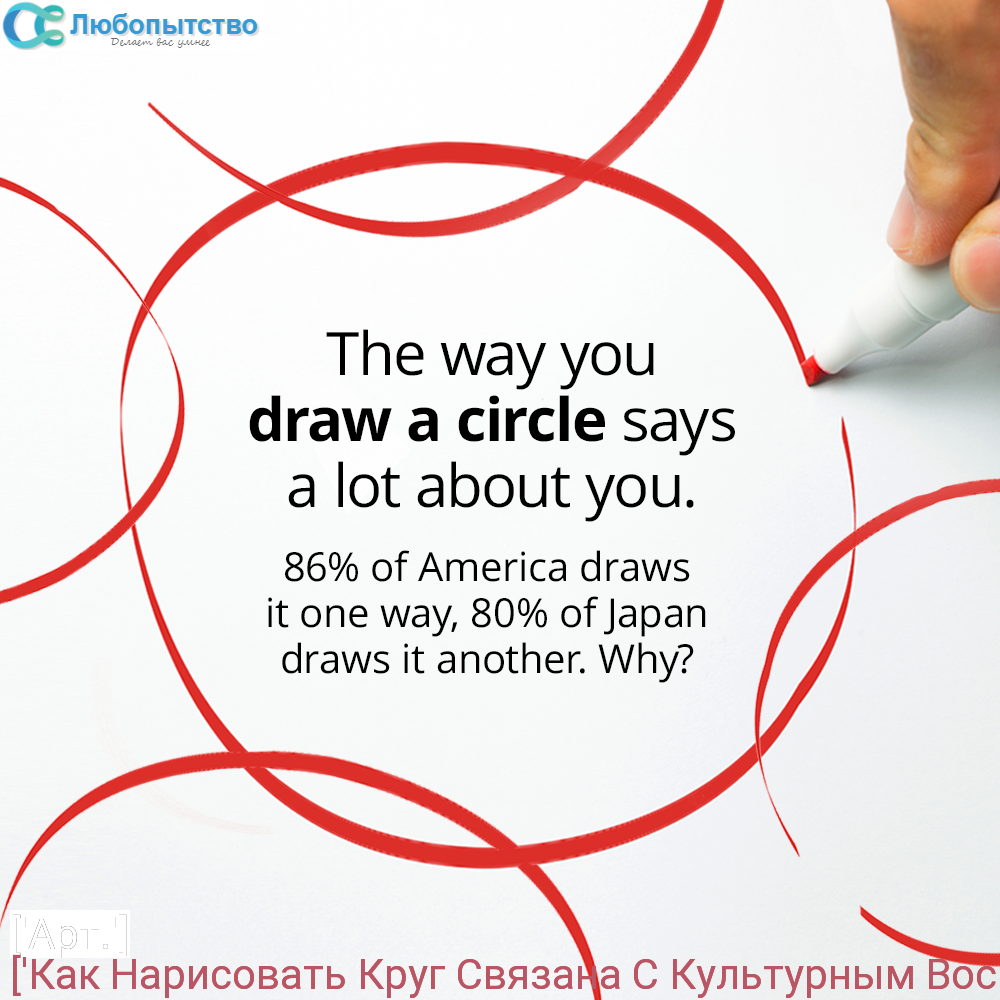 Любопытство
Делает вас умнее
The way you
draw a circle says
a lot about you.
86% of America draws
it one way, 80% of Japan
draws it another. Why?
['Арт.']
['Как Нарисовать Круг Связана С Культурным Вос